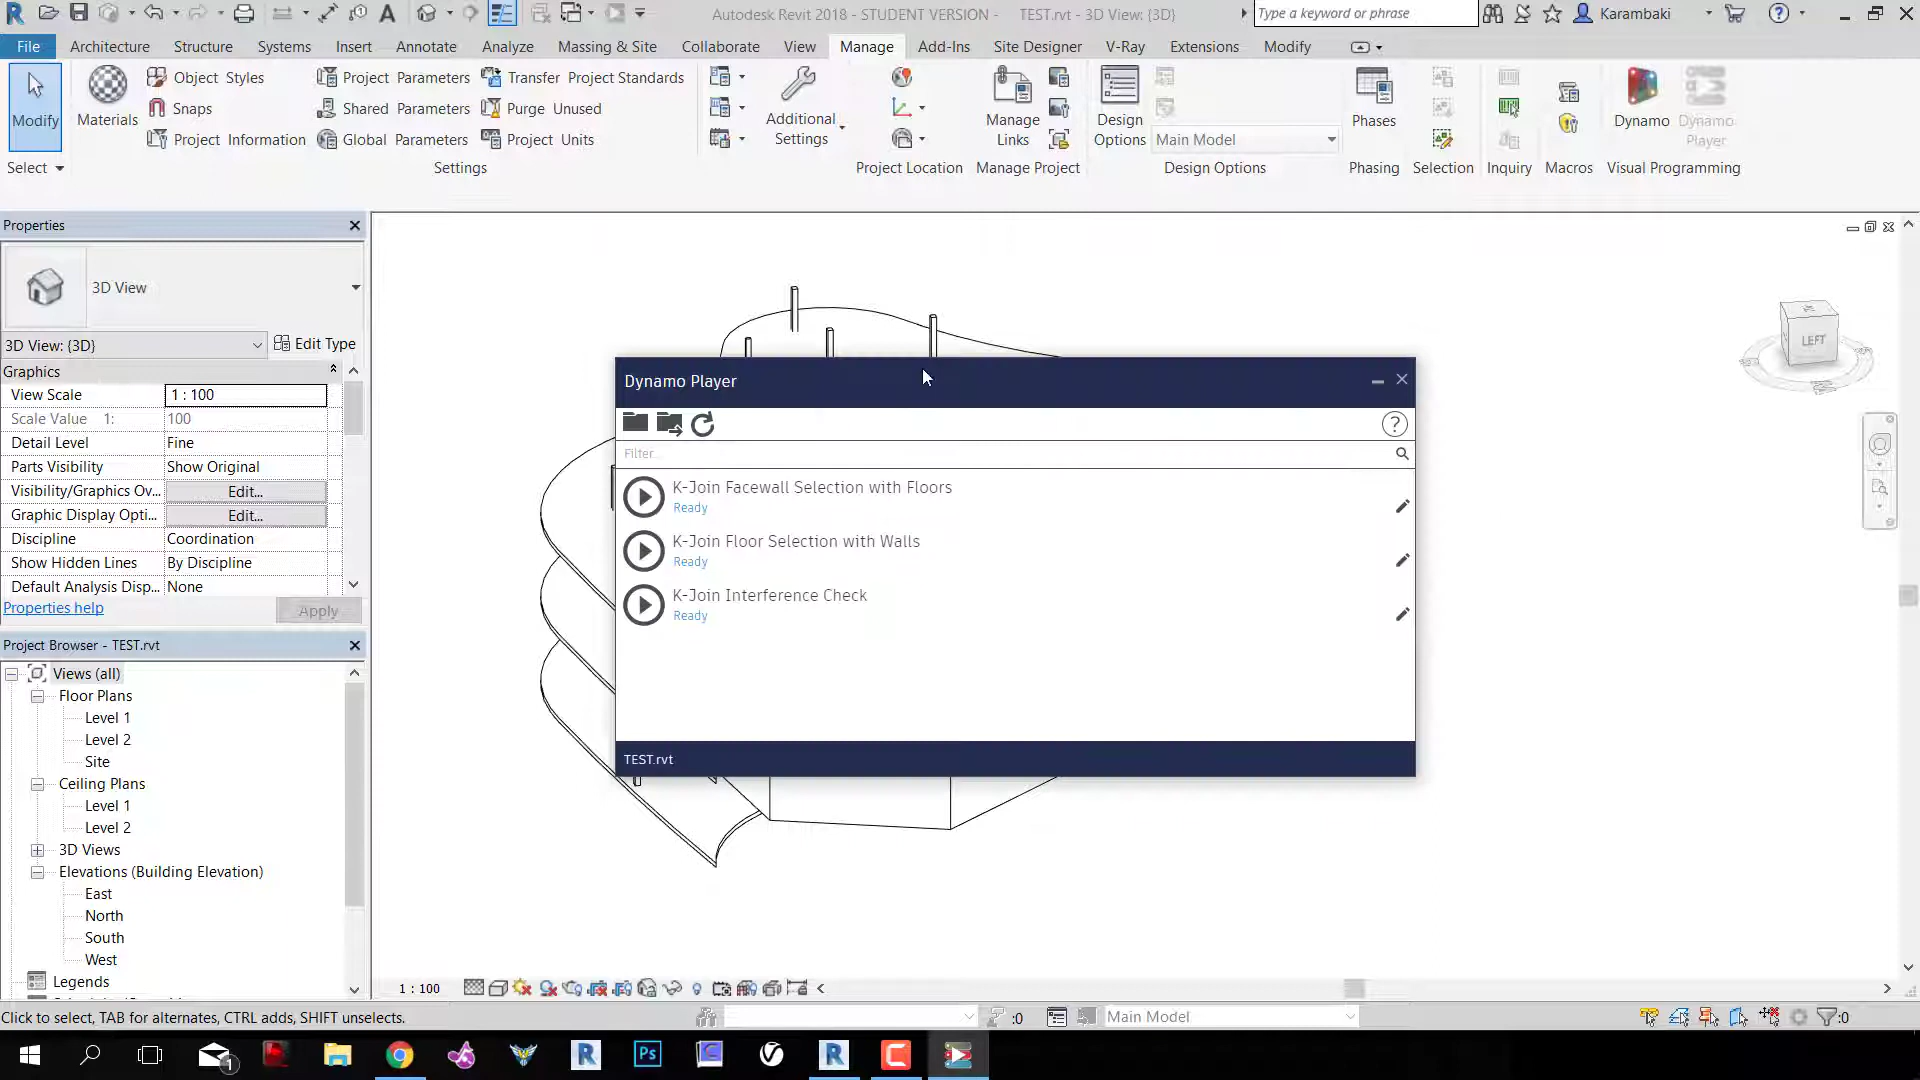 Autodesk Revit 2018 - STUDENT VERSION - TEST.rvt - 3D View: {3D}
Type a keyword or phrase
Karambaki
File Architecture Structure Systems Insert Annotate Analyze Massing & Site Collaborate View Manage Add-Ins Site Designer V-Ray Extensions Modify
Modify
Materials
Object Styles
Snaps
Project Information
Project Parameters
Shared Parameters
Global Parameters
Transfer Project Standards
Purge Unused
Project Units
Additional
Settings
Manage
Links
Design
Options
Main Model
Phases
Dynamo
Dynamo
Player
Select
Settings
Project Location
Manage Project
Design Options
Phasing
Selection
Inquiry
Macros
Visual Programming
Properties
3D View
3D View: {3D}
Edit Type
Graphics
View Scale 1 : 100
Scale Value 1: 100
Detail Level Fine
Parts Visibility Show Original
Visibility/Graphics Ov... Edit...
Graphic Display Opti... Edit...
Discipline Coordination
Show Hidden Lines By Discipline
Default Analysis Disp... None
Properties help
Apply
Project Browser - TEST.rvt
Views (all)
Floor Plans
Level 1
Level 2
Site
Ceiling Plans
Level 1
Level 2
3D Views
Elevations (Building Elevation)
East
North
South
West
Legends
LEFT
Dynamo Player
Filter...
K-Join Facewall Selection with Floors
Ready
K-Join Floor Selection with Walls
Ready
K-Join Interference Check
Ready
TEST.rvt
1 : 100
Click to select, TAB for alternates, CTRL adds, SHIFT unselects.
:0
Main Model
:0
1
Ps